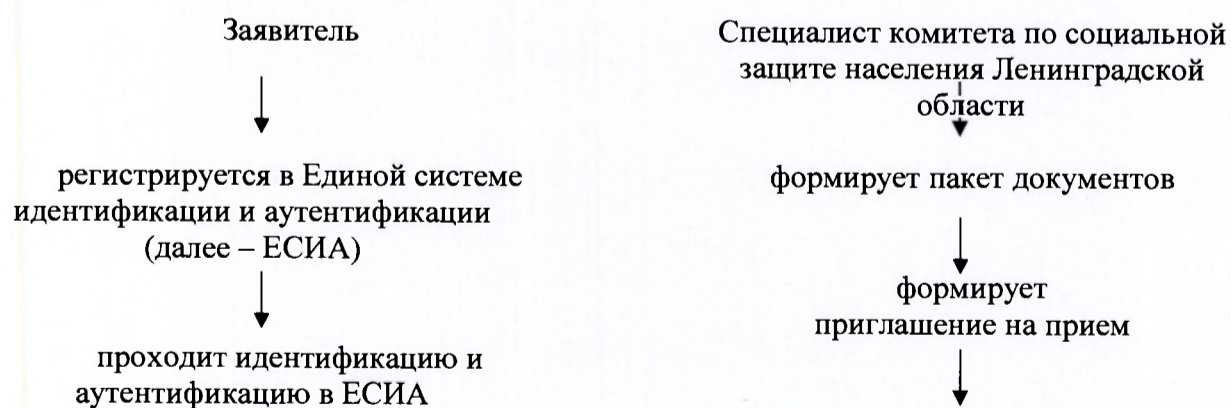 Заявитель
регистрируется в Единой системе
идентификации и аутентификации
(далее – ЕСИА)
проходит идентификацию и
аутентификацию в ЕСИА
Специалист комитета по социальной
защите населения Ленинградской
области
формирует пакет документов
формирует
приглашение на прием